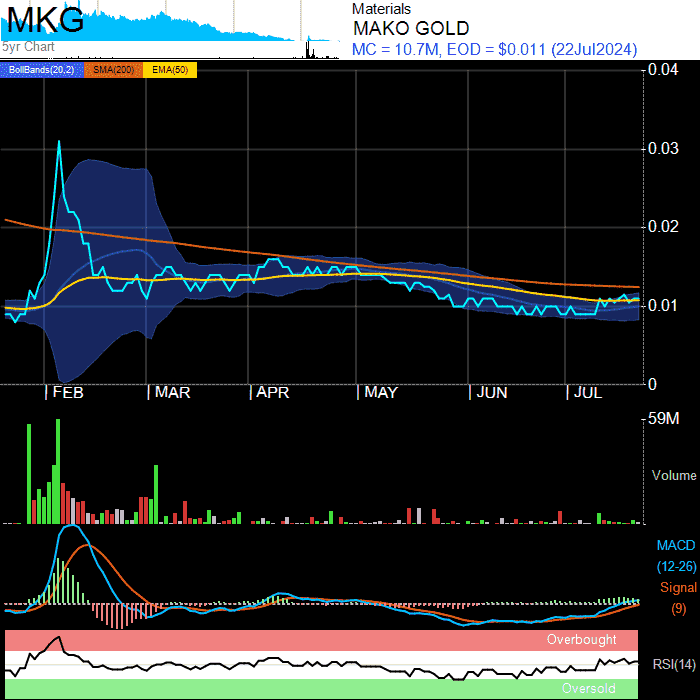 MKG
5yr Chart
Materials
MAKO GOLD
MC = 10.7M, EOD = $0.011 (22Jul2024)
BollBands(20,2) SMA(200) EMA(50)
0.04
0.03
0.02
0.01
0
FEB MAR APR MAY JUN JUL
59M
Volume
MACD
(12-26)
Signal
(9)
Overbought
RSI(14)
Oversold